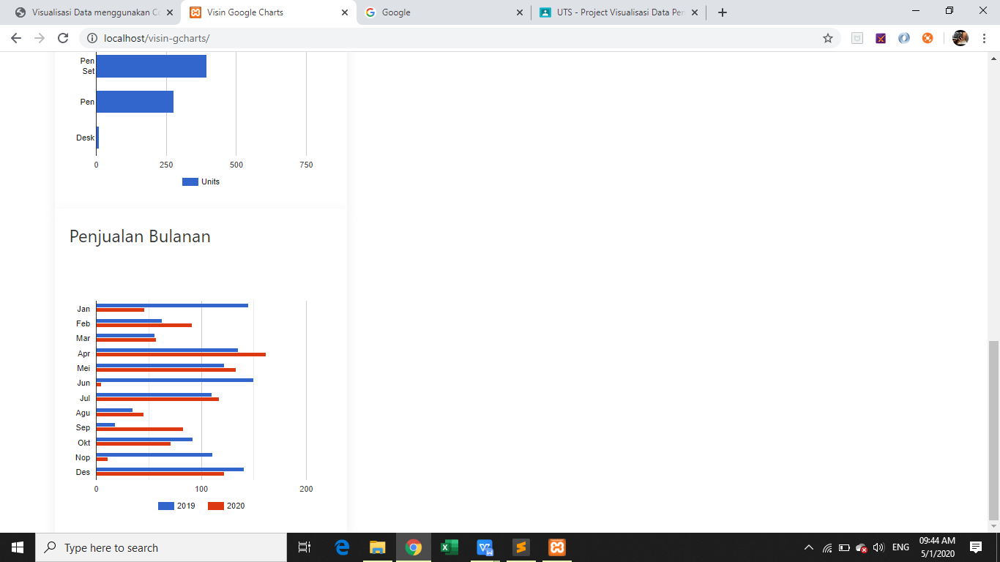 Visualisasi Data menggunakan
Visin Google Charts
Google
UTS - Project Visualisasi Data
localhost/visin-gcharts/
Pen
Set
Pen
Desk
0 250 500 750
Units
Penjualan Bulanan
Jan
Feb
Mar
Apr
Mei
Jun
Jul
Agu
Sep
Okt
Nop
Des
0 100 200
2019 2020
Type here to search
ENG
09:44 AM
5/1/2020